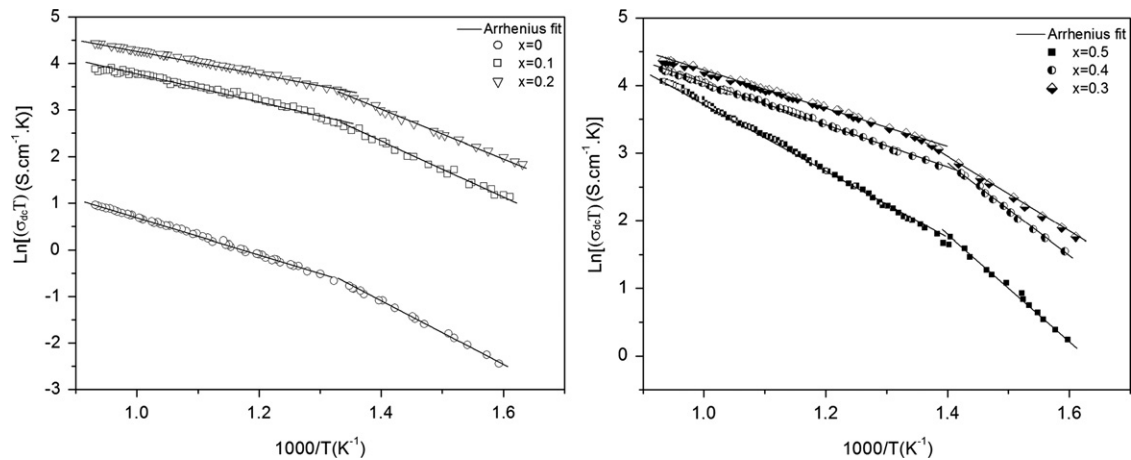 Ln[(σdcT) (S.cm⁻¹.K)]
5
4
3
2
1
0
-1
-2
-3
Arrhenius fit
x=0
x=0.1
x=0.2
1.0 1.2 1.4 1.6
1000/T(K⁻¹)
Ln[(σdcT) (S.cm⁻¹.K)]
5
4
3
2
1
0
Arrhenius fit
x=0.5
x=0.4
x=0.3
1.0 1.2 1.4 1.6
1000/T(K⁻¹)